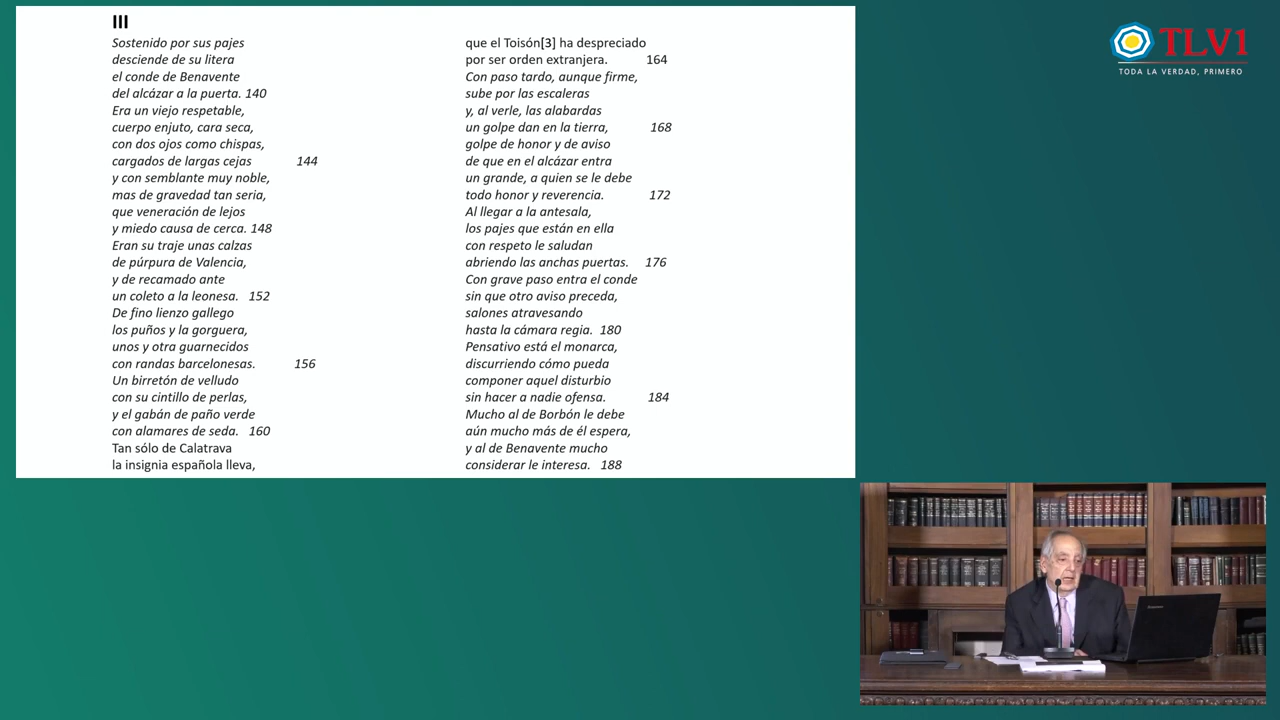 III
Sostenido por sus pajes
desciende de su litera
el conde de Benavente
del alcázar a la puerta. 140
Era un viejo respetable,
cuerpo enjuto, cara seca,
con dos ojos como chispas,
cargados de largas cejas 144
y con semblante muy noble,
mas de gravedad tan seria,
que veneración de lejos
y miedo causa de cerca. 148
Eran su traje unas calzas
de púrpura de Valencia,
y de recamado ante
un coleto a la leonesa. 152
De fino lienzo gallego
los puños y la gorguera,
unos y otra guarnecidos
con randas barcelonesas. 156
Un birretón de velludo
con su cintillo de perlas,
y el gabán de paño verde
con alamares de seda. 160
Tan sólo de Calatrava
la insignia española lleva,
que el Toisón[3] ha despreciado
por ser orden extranjera. 164
Con paso tardo, aunque firme,
sube por las escaleras
y, al verle, las alabardas
un golpe dan en la tierra, 168
golpe de honor y de aviso
de que en el alcázar entra
un grande, a quien se le debe
todo honor y reverencia. 172
Al llegar a la antesala,
los pajes que están en ella
con respeto le saludan
abriendo las anchas puertas. 176
Con grave paso entra el conde
sin que otro aviso preceda,
salones atravesando
hasta la cámara regia. 180
Pensativo está el monarca,
discurriendo cómo pueda
componer aquel disturbio
sin hacer a nadie ofensa. 184
Mucho al de Borbón le debe
aún mucho más de él espera,
y al de Benavente mucho
considerar le interesa. 188
TLV1
TODA LA VERDAD, PRIMERO